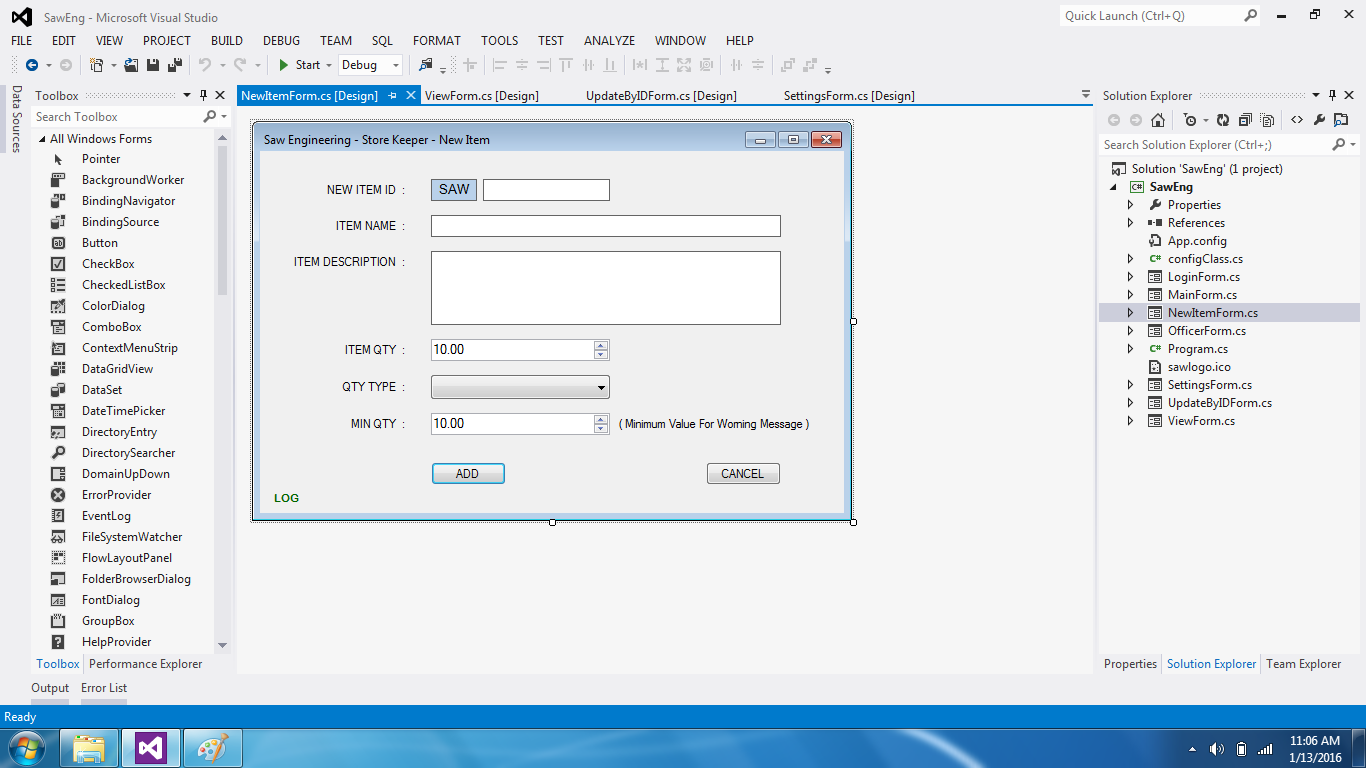 SawEng - Microsoft Visual Studio
Quick Launch (Ctrl+Q)
FILE EDIT VIEW PROJECT BUILD DEBUG TEAM SQL FORMAT TOOLS TEST ANALYZE WINDOW HELP
Start Debug
Data Sources
Toolbox
Search Toolbox
All Windows Forms
Pointer
BackgroundWorker
BindingNavigator
BindingSource
Button
CheckBox
CheckedListBox
ColorDialog
ComboBox
ContextMenuStrip
DataGridView
DataSet
DateTimePicker
DirectoryEntry
DirectorySearcher
DomainUpDown
ErrorProvider
EventLog
FileSystemWatcher
FlowLayoutPanel
FolderBrowserDialog
FontDialog
GroupBox
HelpProvider
Toolbox Performance Explorer
NewItemForm.cs [Design] ViewForm.cs [Design] UpdateByIDForm.cs [Design] SettingsForm.cs [Design]
Saw Engineering - Store Keeper - New Item
NEW ITEM ID : SAW
ITEM NAME :
ITEM DESCRIPTION :
ITEM QTY : 10.00
QTY TYPE :
MIN QTY : 10.00 ( Minimum Value For Worning Message )
ADD CANCEL
LOG
Solution Explorer
Search Solution Explorer (Ctrl+;)
Solution 'SawEng' (1 project)
SawEng
Properties
References
App.config
configClass.cs
LoginForm.cs
MainForm.cs
NewItemForm.cs
OfficerForm.cs
Program.cs
sawlogo.ico
SettingsForm.cs
UpdateByIDForm.cs
ViewForm.cs
Properties Solution Explorer Team Explorer
Output Error List
Ready
11:06 AM
1/13/2016